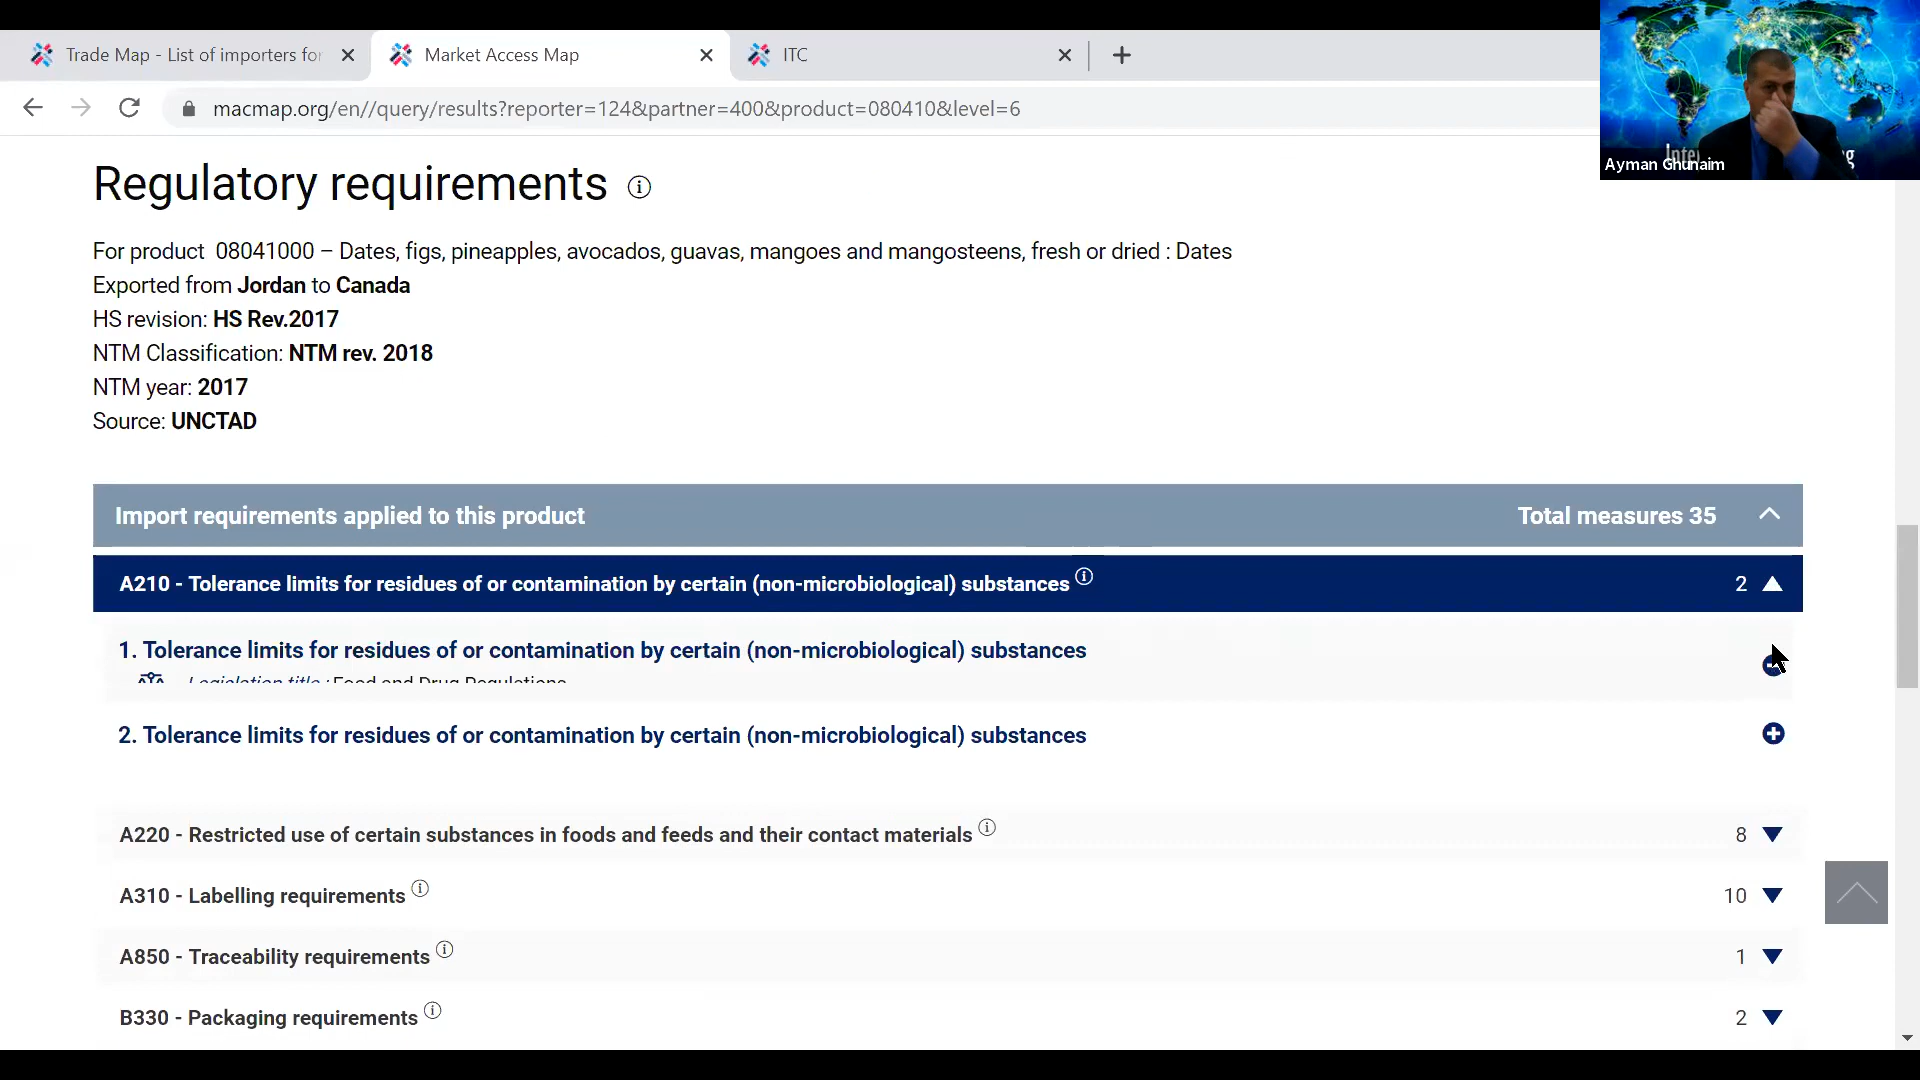 Trade Map - List of importers for
Market Access Map
ITC
macmap.org/en//query/results?reporter=124&partner=400&product=080410&level=6
Ayman Ghunaim
Regulatory requirements
For product 08041000 – Dates, figs, pineapples, avocados, guavas, mangoes and mangosteens, fresh or dried : Dates
Exported from Jordan to Canada
HS revision: HS Rev.2017
NTM Classification: NTM rev. 2018
NTM year: 2017
Source: UNCTAD
Import requirements applied to this product Total measures 35
A210 - Tolerance limits for residues of or contamination by certain (non-microbiological) substances 2
1. Tolerance limits for residues of or contamination by certain (non-microbiological) substances
Legislation title : Food and Drug Regulations
2. Tolerance limits for residues of or contamination by certain (non-microbiological) substances
A220 - Restricted use of certain substances in foods and feeds and their contact materials 8
A310 - Labelling requirements 10
A850 - Traceability requirements 1
B330 - Packaging requirements 2